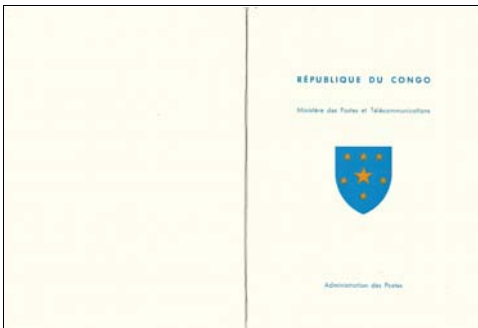 RÉPUBLIQUE DU CONGO
Ministère des Postes et Télécommunications
Administration des Postes